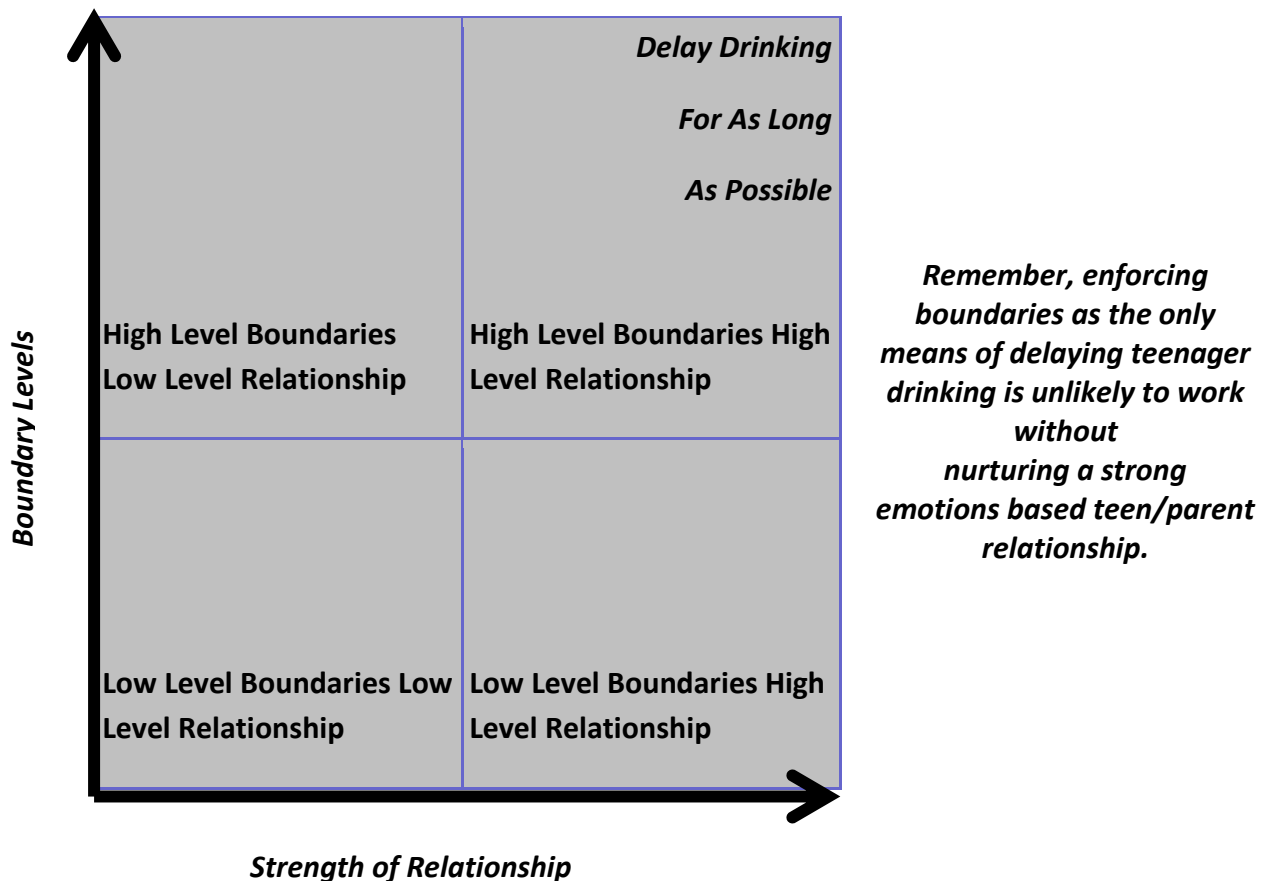 Delay Drinking
For As Long
As Possible
High Level Boundaries
Low Level Relationship
High Level Boundaries High
Level Relationship
Low Level Boundaries Low
Level Relationship
Low Level Boundaries High
Level Relationship
Boundary Levels
Strength of Relationship
Remember, enforcing
boundaries as the only
means of delaying teenager
drinking is unlikely to work
without
nurturing a strong
emotions based teen/parent
relationship.